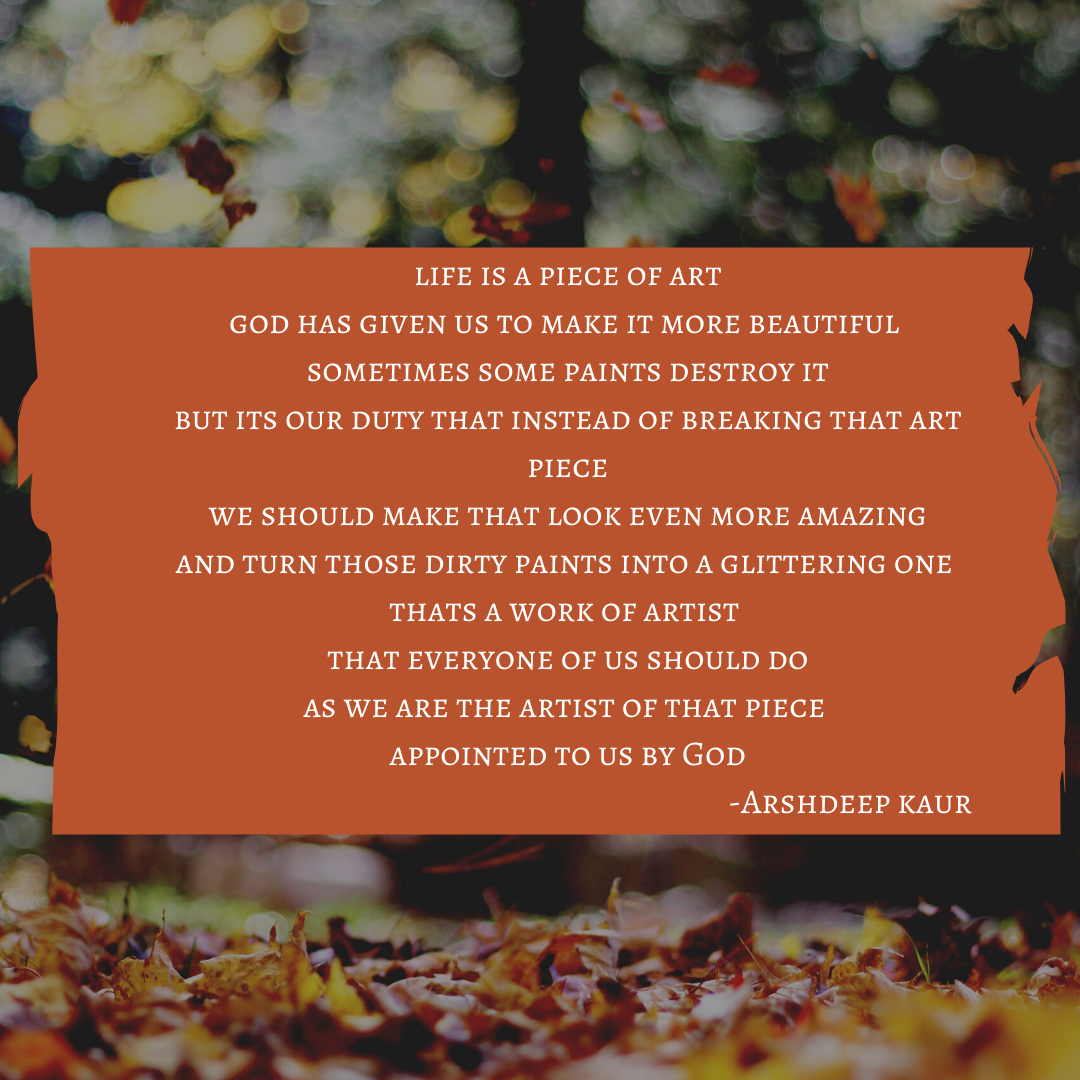 LIFE IS A PIECE OF ART
GOD HAS GIVEN US TO MAKE IT MORE BEAUTIFUL
SOMETIMES SOME PAINTS DESTROY IT
BUT ITS OUR DUTY THAT INSTEAD OF BREAKING THAT ART
PIECE
WE SHOULD MAKE THAT LOOK EVEN MORE AMAZING
AND TURN THOSE DIRTY PAINTS INTO A GLITTERING ONE
THATS A WORK OF ARTIST
THAT EVERYONE OF US SHOULD DO
AS WE ARE THE ARTIST OF THAT PIECE
APPOINTED TO US BY GOD
-ARSHDEEP KAUR